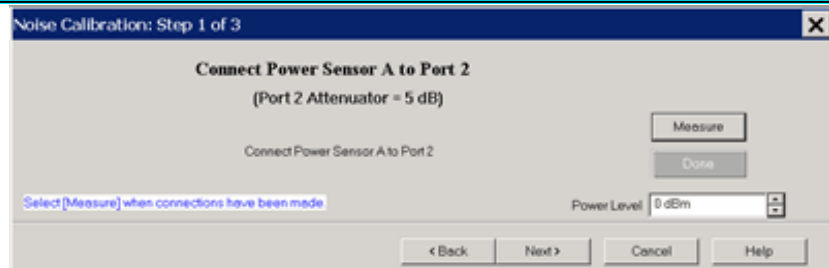 Noise Calibration: Step 1 of 3
Connect Power Sensor A to Port 2
(Port 2 Attenuator = 5 dB)
Measure
Connect Power Sensor A to Port 2
Done
Select [Measure] when connections have been made.
Power Level 0 dBm
< Back Next > Cancel Help